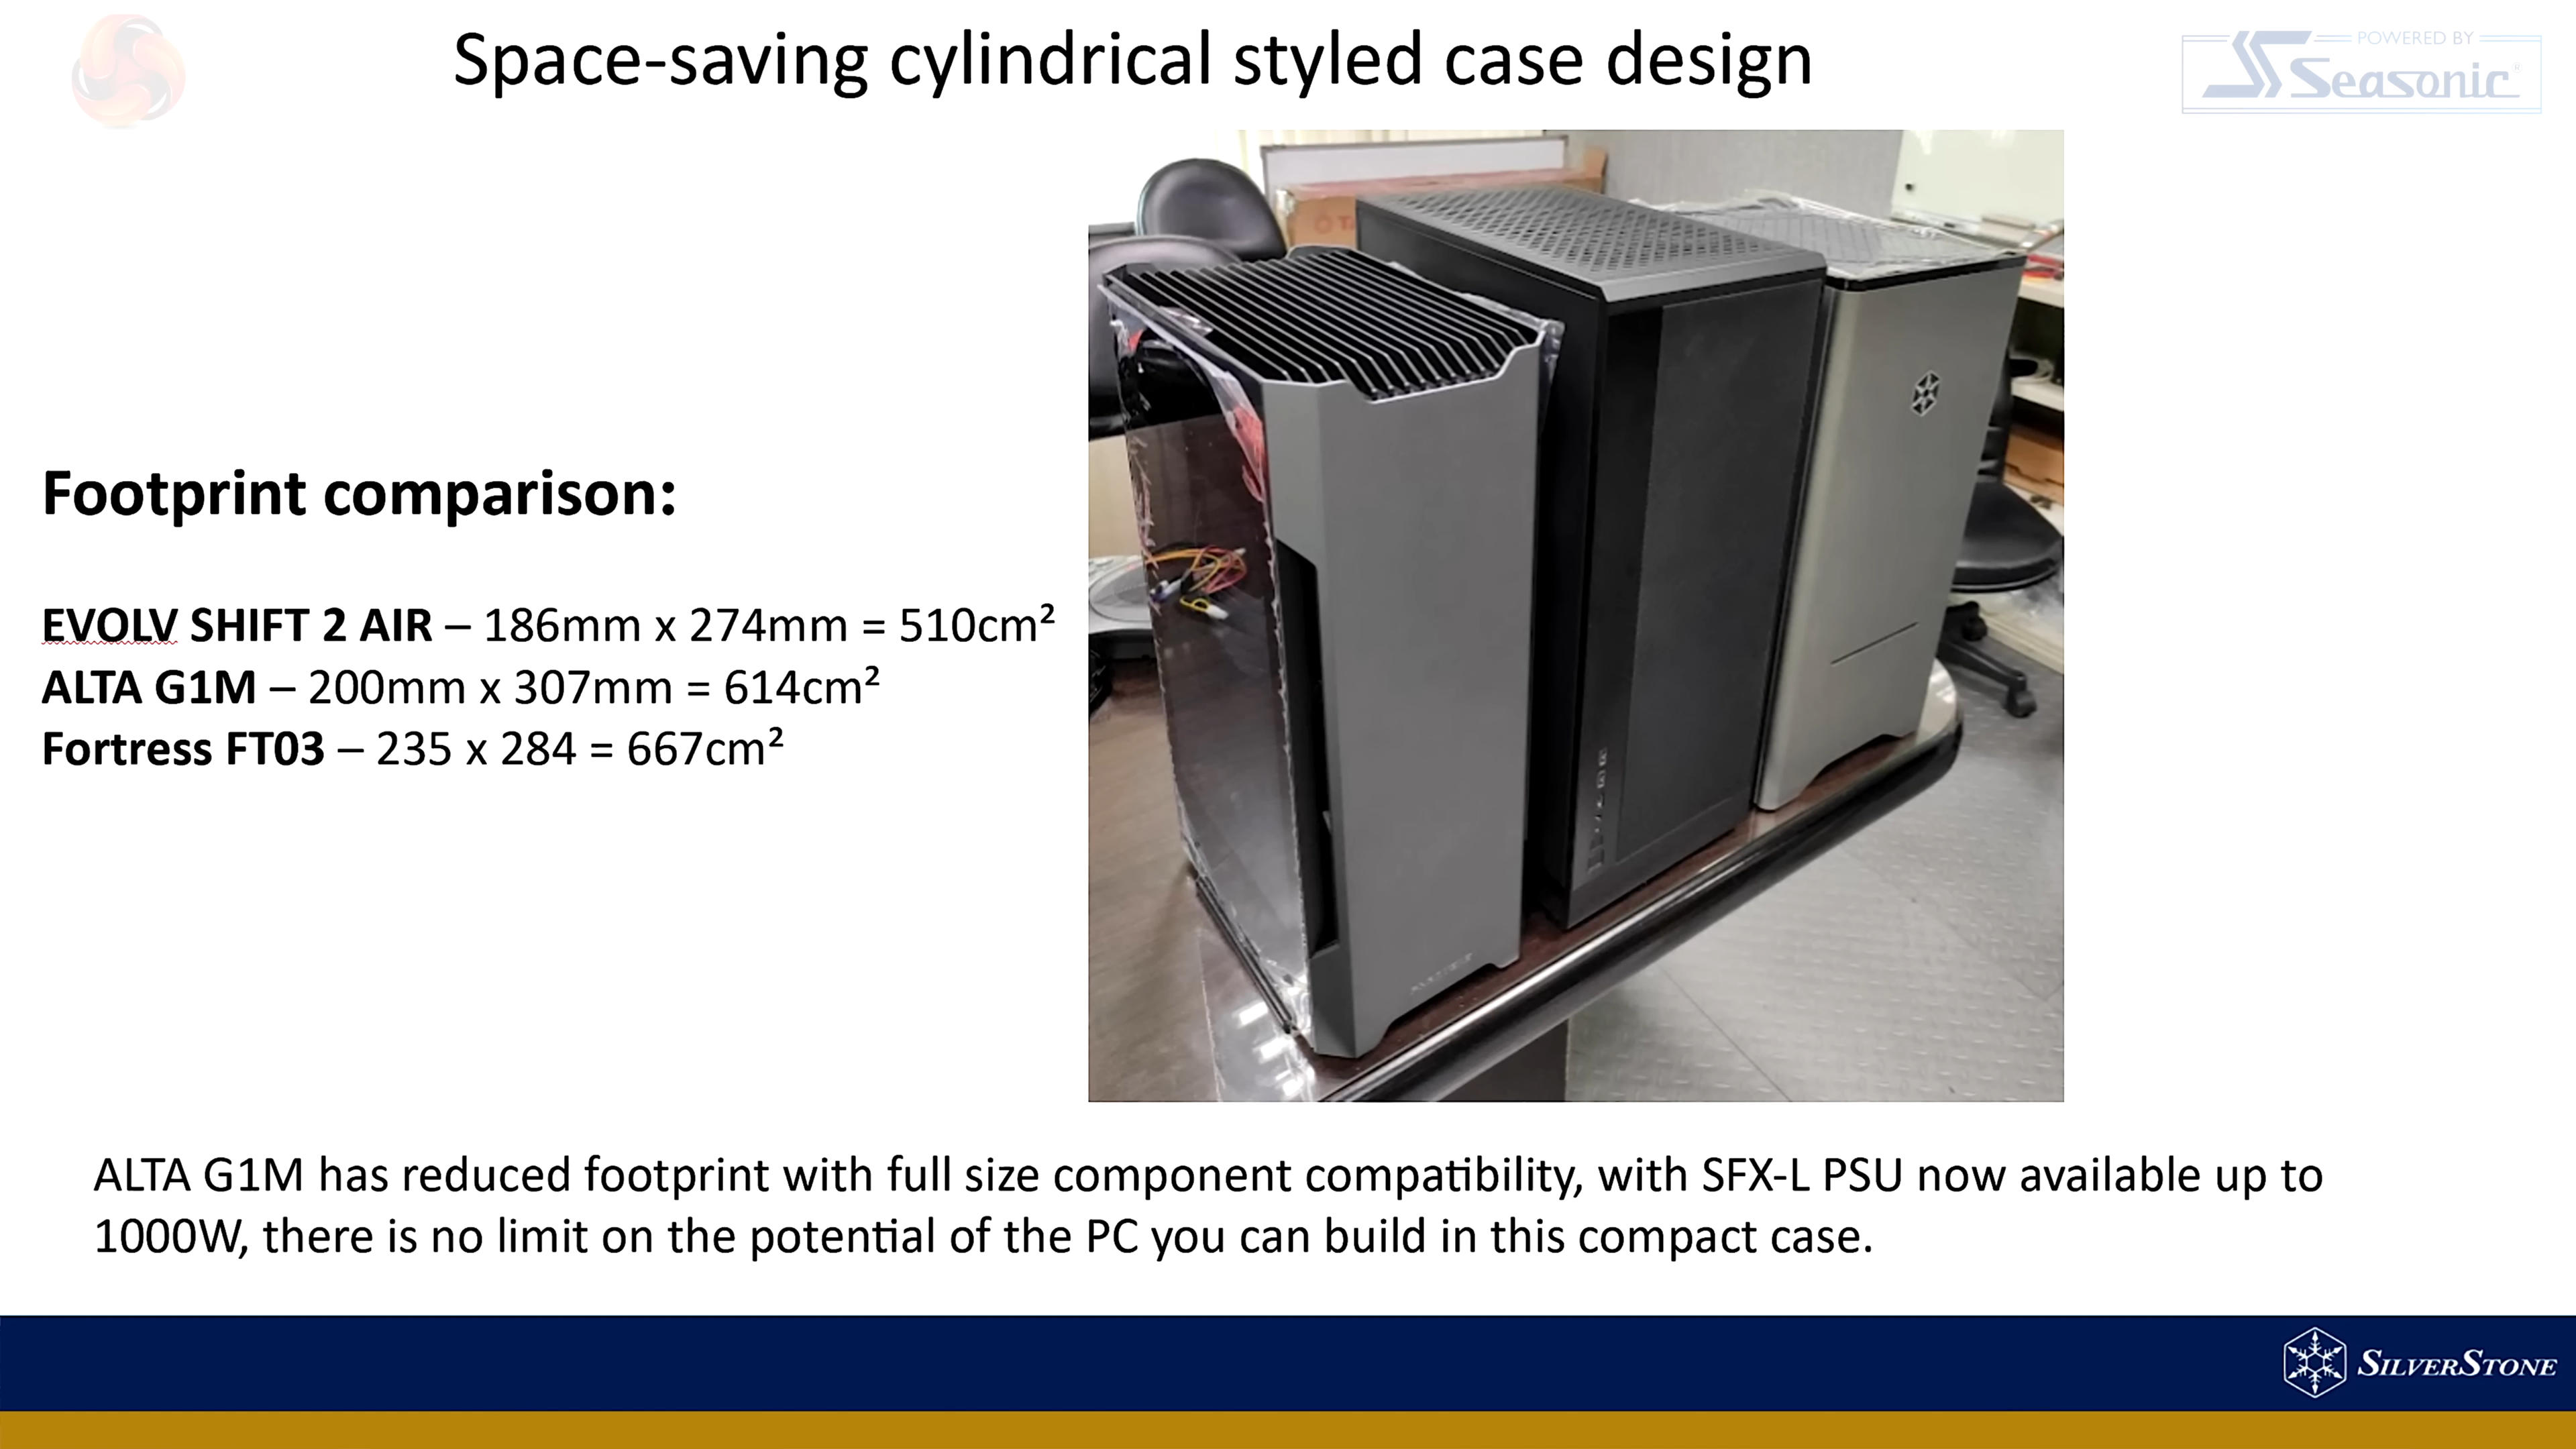 Space-saving cylindrical styled case design
POWERED BY
Seasonic®
Footprint comparison:
EVOLV SHIFT 2 AIR – 186mm x 274mm = 510cm²
ALTA G1M – 200mm x 307mm = 614cm²
Fortress FT03 – 235 x 284 = 667cm²
ALTA G1M has reduced footprint with full size component compatibility, with SFX-L PSU now available up to
1000W, there is no limit on the potential of the PC you can build in this compact case.
SILVERSTONE